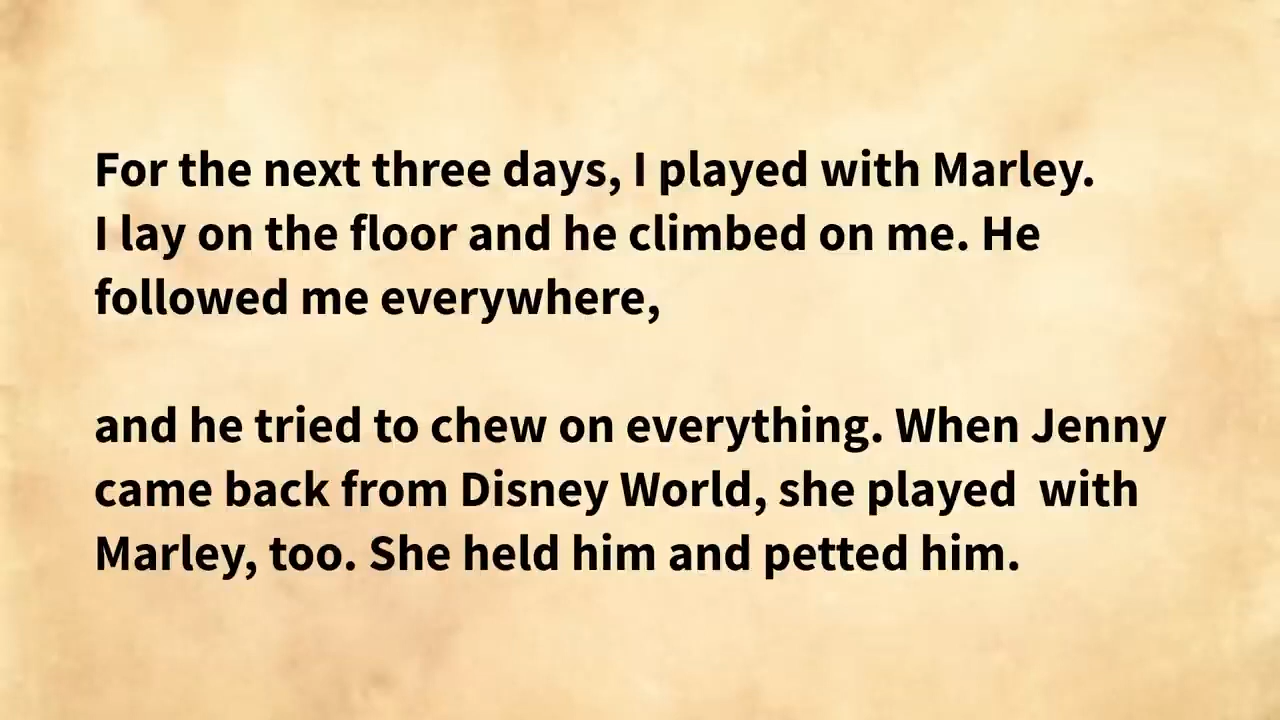 For the next three days, I played with Marley.
I lay on the floor and he climbed on me. He
followed me everywhere,
and he tried to chew on everything. When Jenny
came back from Disney World, she played  with
Marley, too. She held him and petted him.